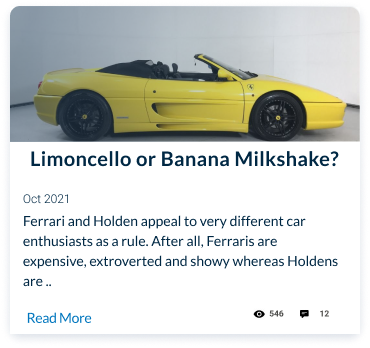 Limoncello or Banana Milkshake?
Oct 2021
Ferrari and Holden appeal to very different car
enthusiasts as a rule. After all, Ferraris are
expensive, extroverted and showy whereas Holdens
are ..
Read More 546 12